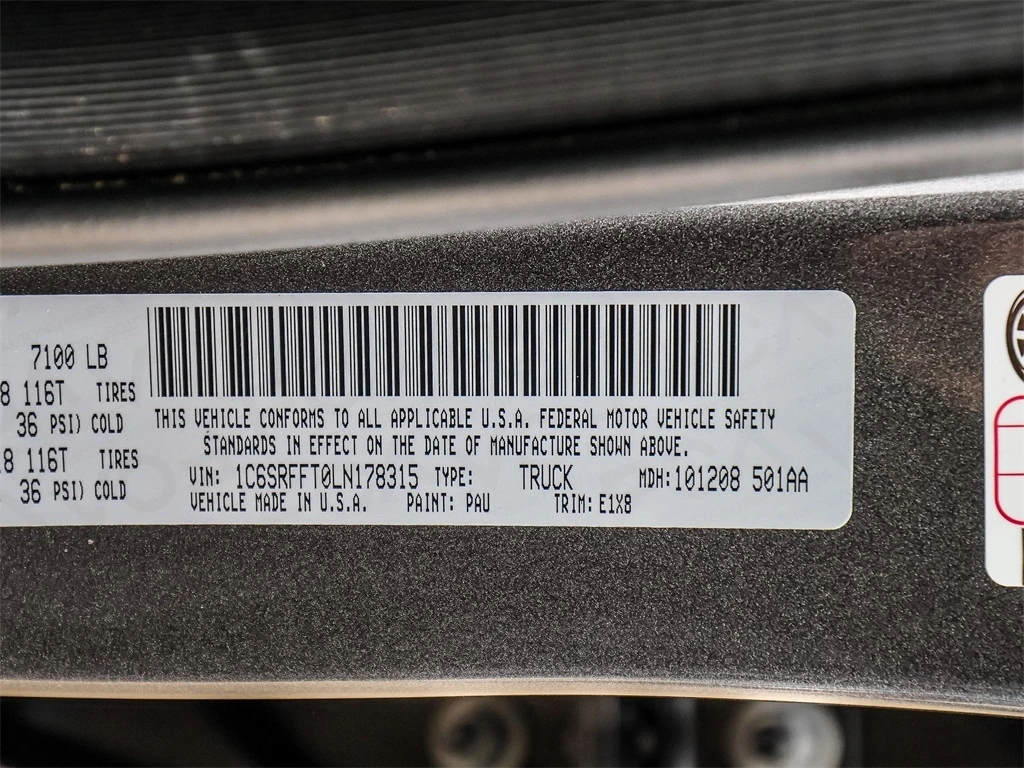 7100 LB
8 116T TIRES
36 PSI) COLD
.8 116T TIRES
36 PSI) COLD
THIS VEHICLE CONFORMS TO ALL APPLICABLE U.S.A. FEDERAL MOTOR VEHICLE SAFETY
STANDARDS IN EFFECT ON THE DATE OF MANUFACTURE SHOWN ABOVE.
VIN: 1C6SRFFT0LN178315 TYPE: TRUCK MDH: 101208 501AA
VEHICLE MADE IN U.S.A. PAINT: PAU TRIM: E1X8